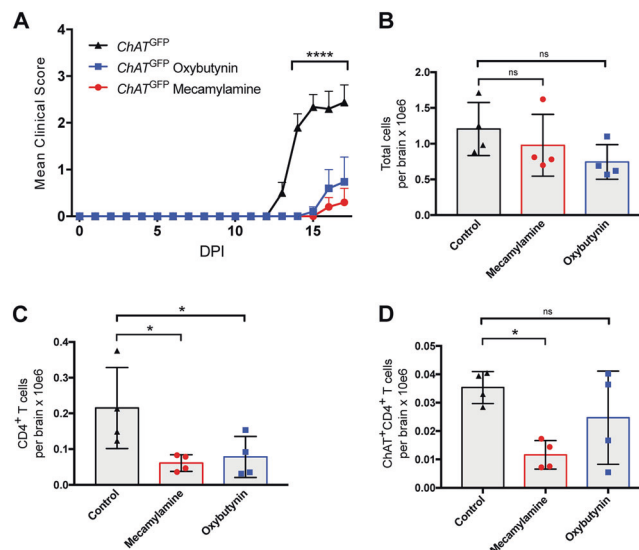 A
ChAT^GFP
ChAT^GFP Oxybutynin
ChAT^GFP Mecamylamine
****
Mean Clinical Score
4
3
2
1
0
0
5
10
15
DPI
B
ns
ns
Total cells
per brain x 10e6
2.0
1.5
1.0
0.5
0.0
Control
Mecamylamine
Oxybutynin
C
*
*
CD4⁺ T cells
per brain x 10e6
0.4
0.3
0.2
0.1
0.0
Control
Mecamylamine
Oxybutynin
D
ns
*
ChAT⁺CD4⁺ T cells
per brain x 10e6
0.05
0.04
0.03
0.02
0.01
0.00
Control
Mecamylamine
Oxybutynin